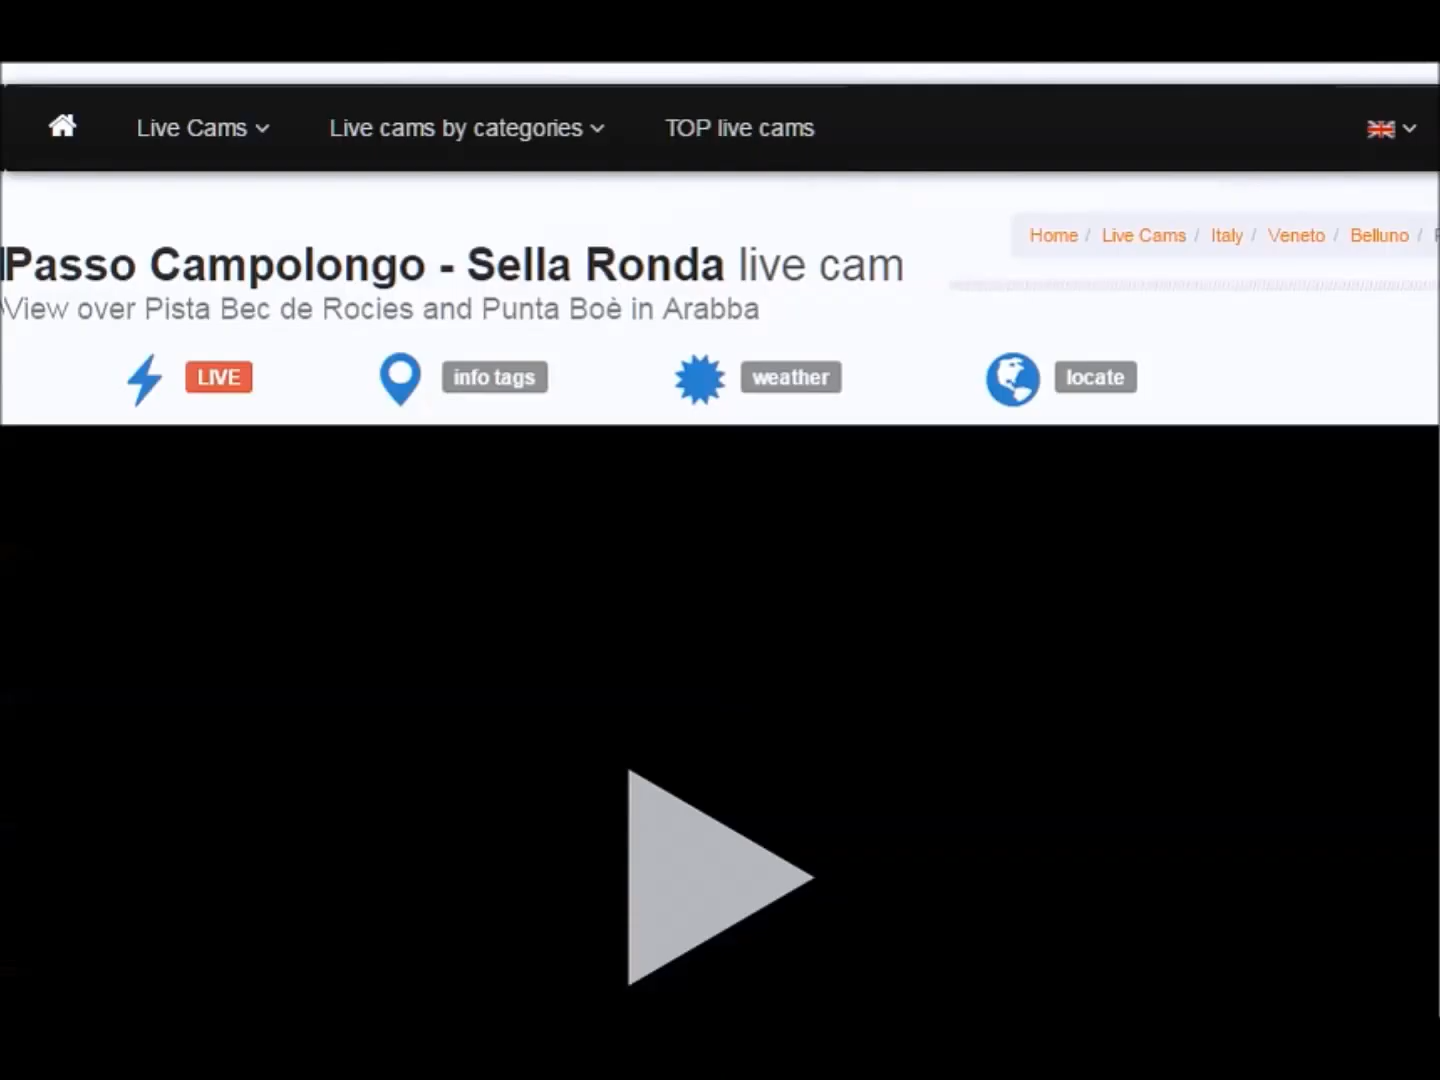 Live Cams
Live cams by categories
TOP live cams
Home / Live Cams / Italy / Veneto / Belluno /
Passo Campolongo - Sella Ronda live cam
View over Pista Bec de Rocies and Punta Boè in Arabba
LIVE
info tags
weather
locate